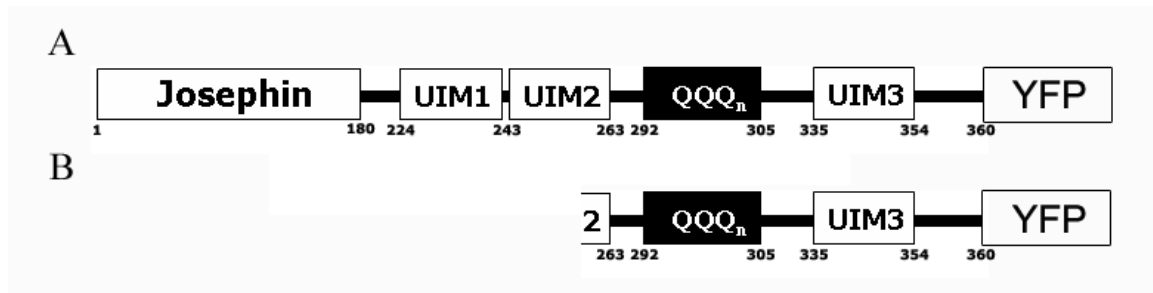 A
Josephin UIM1 UIM2 QQQn UIM3 YFP
1 180 224 243 263 292 305 335 354 360
B
2 QQQn UIM3 YFP
263 292 305 335 354 360